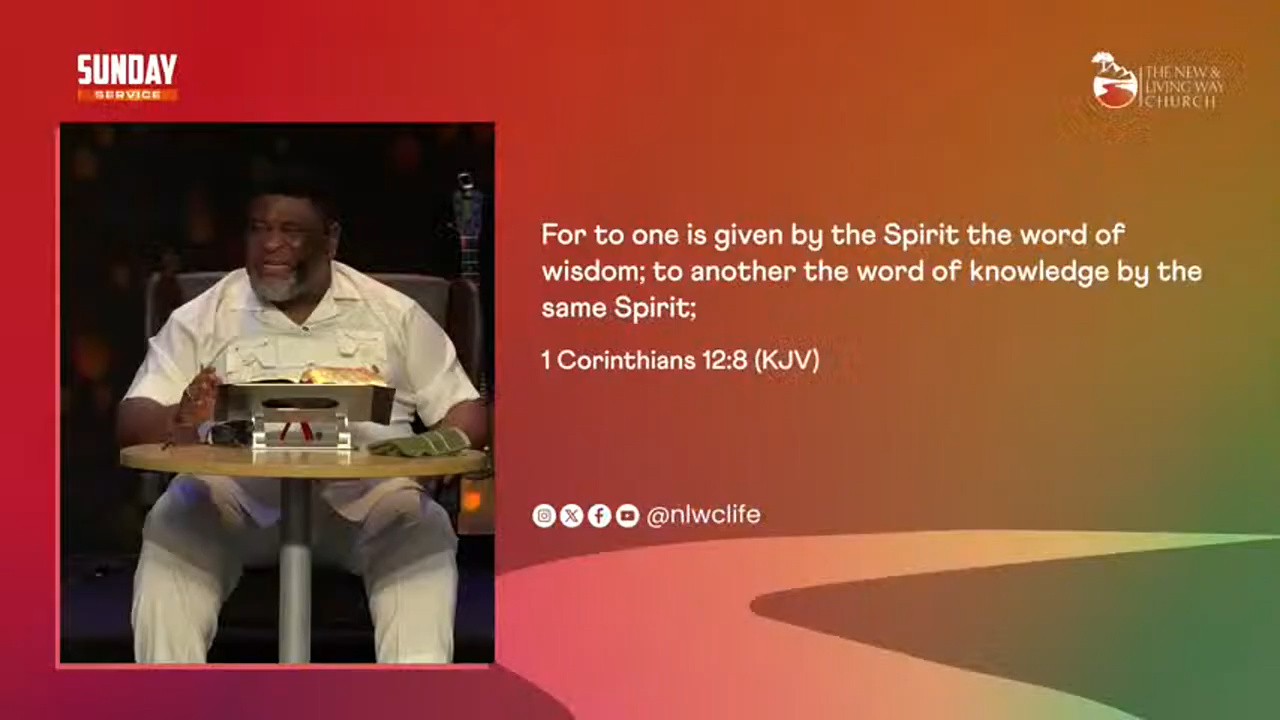 SUNDAY
SERVICE
THE NEW &
LIVING WAY
CHURCH
For to one is given by the Spirit the word of
wisdom; to another the word of knowledge by the
same Spirit;
1 Corinthians 12:8 (KJV)
@nlwclife